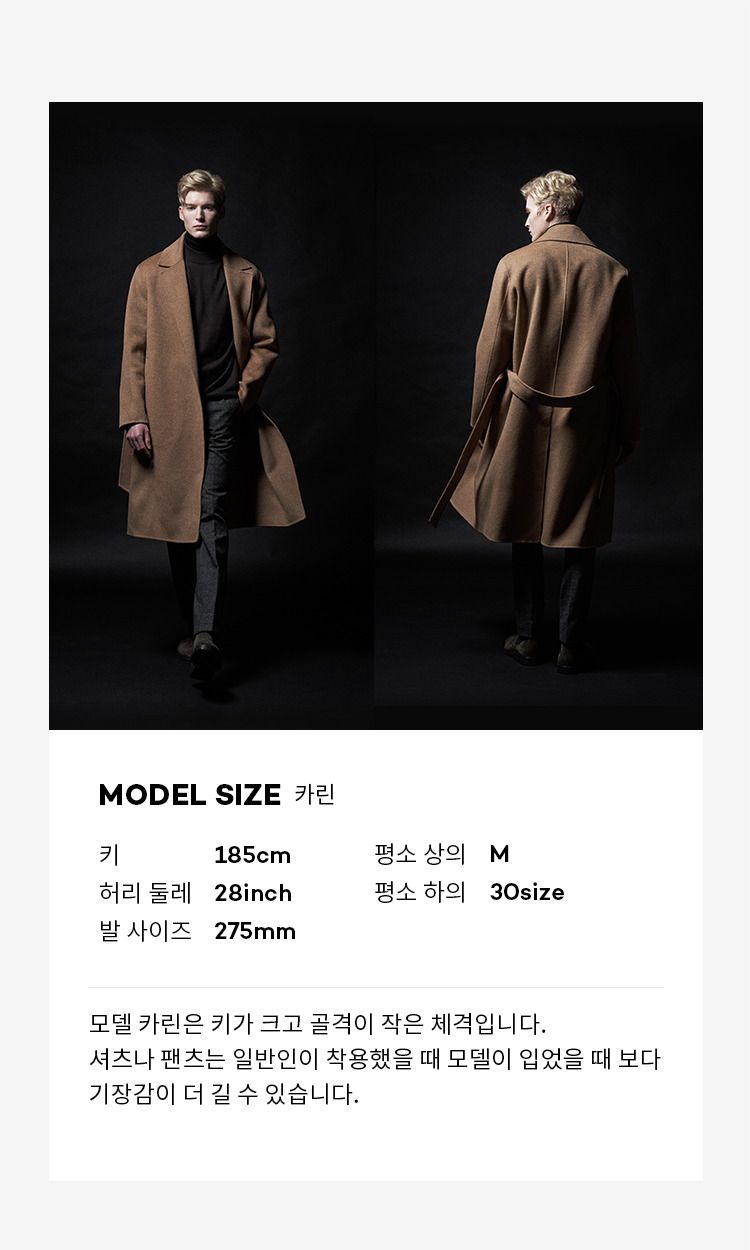 MODEL SIZE 카린
키 185cm 평소 상의 M
허리 둘레 28inch 평소 하의 30size
발 사이즈 275mm
모델 카린은 키가 크고 골격이 작은 체격입니다.
셔츠나 팬츠는 일반인이 착용했을 때 모델이 입었을 때 보다
기장감이 더 길 수 있습니다.